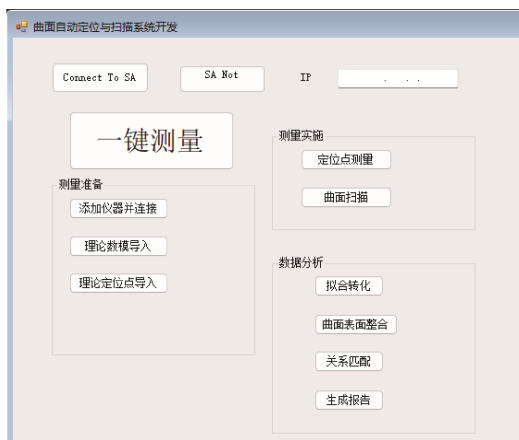 曲面自动定位与扫描系统开发
Connect To SA
SA Not
IP
. . .
一键测量
测量准备
添加仪器并连接
理论数模导入
理论定位点导入
测量实施
定位点测量
曲面扫描
数据分析
拟合转化
曲面表面整合
关系匹配
生成报告